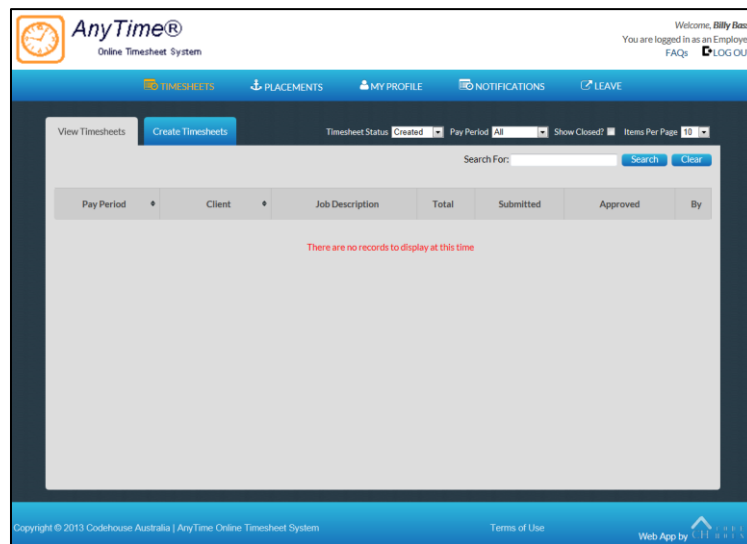 AnyTime®
Online Timesheet System
Welcome, Billy Bas
You are logged in as an Employe
FAQs LOG OU
TIMESHEETS PLACEMENTS MY PROFILE NOTIFICATIONS LEAVE
View Timesheets Create Timesheets Timesheet Status Created Pay Period All Show Closed? Items Per Page 10
Search For: Search Clear
Pay Period Client Job Description Total Submitted Approved By
There are no records to display at this time
Copyright © 2013 Codehouse Australia | AnyTime Online Timesheet System Terms of Use Web App by